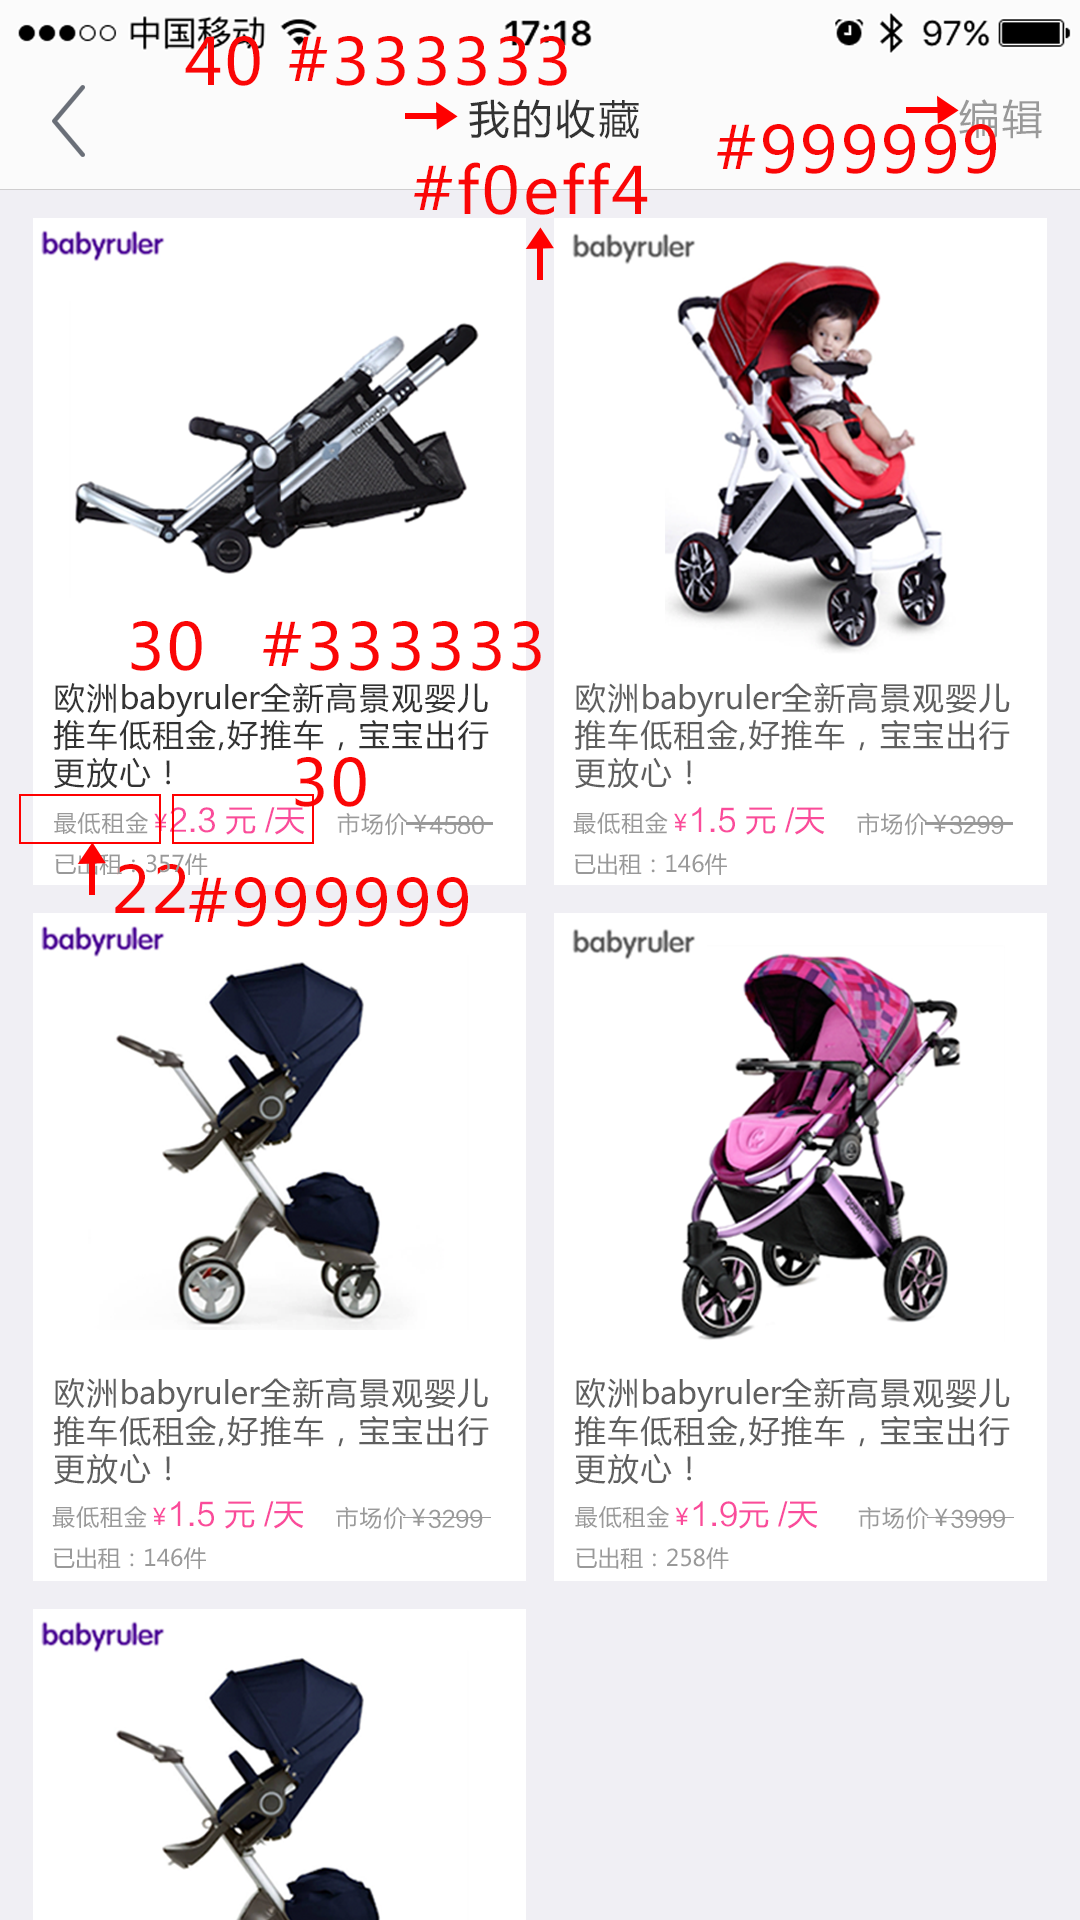 中国移动 17:18 97%
40 #333333
我的收藏 编辑
#999999
#f0eff4
babyruler
tornado
30 #333333
欧洲babyruler全新高景观婴儿
推车低租金,好推车，宝宝出行
更放心！
30
最低租金 ¥2.3 元 /天 市场价 ¥4580
已出租：357件
22 #999999
babyruler
babyruler
欧洲babyruler全新高景观婴儿
推车低租金,好推车，宝宝出行
更放心！
最低租金 ¥1.5 元 /天 市场价 ¥3299
已出租：146件
babyruler
欧洲babyruler全新高景观婴儿
推车低租金,好推车，宝宝出行
更放心！
最低租金 ¥1.5 元 /天 市场价 ¥3299
已出租：146件
babyruler
babyruler
欧洲babyruler全新高景观婴儿
推车低租金,好推车，宝宝出行
更放心！
最低租金 ¥1.9元 /天 市场价 ¥3999
已出租：258件
babyruler